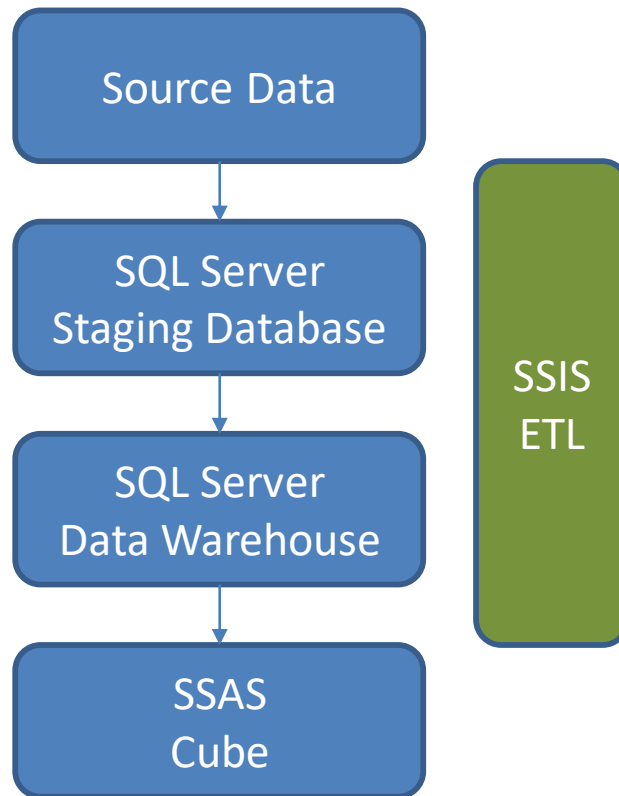 Source Data
SQL Server
Staging Database
SSIS
ETL
SQL Server
Data Warehouse
SSAS
Cube